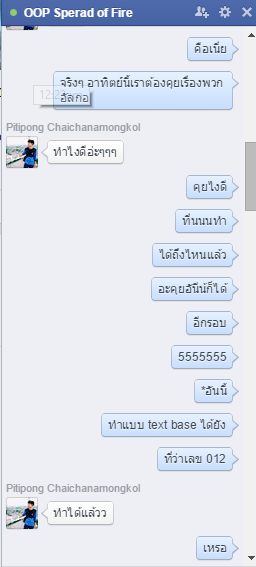 OOP Sperad of Fire
คือเนี่ย
จริงๆ อาทิตย์นี้เราต้องคุยเรื่องพวก
อัลกอ
Pitipong Chaichanamongkol
ทำไงดีอ่ะๆๆๆ
คุยไงดี
ที่นนนทำ
ได้ถึงไหนแล้ว
อะคุยอันี้นก็ได้
อีกรอบ
5555555
*อันนี้
ทำแบบ text base ได้ยัง
ที่ว่าเลข 012
Pitipong Chaichanamongkol
ทำได้แล้วว
เหรอ